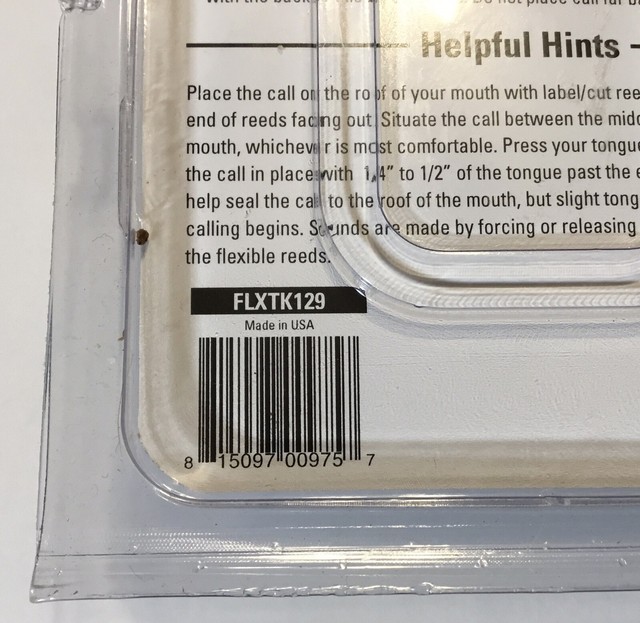 Helpful Hints -
Place the call on the roof of your mouth with label/cut ree
end of reeds facing out. Situate the call between the mid
mouth, whichever is most comfortable. Press your tongu
the call in place with 1/4" to 1/2" of the tongue past the e
help seal the call to the roof of the mouth, but slight tong
calling begins. Sounds are made by forcing or releasing
the flexible reeds.
FLXTK129
Made in USA
8 15097 00975 7